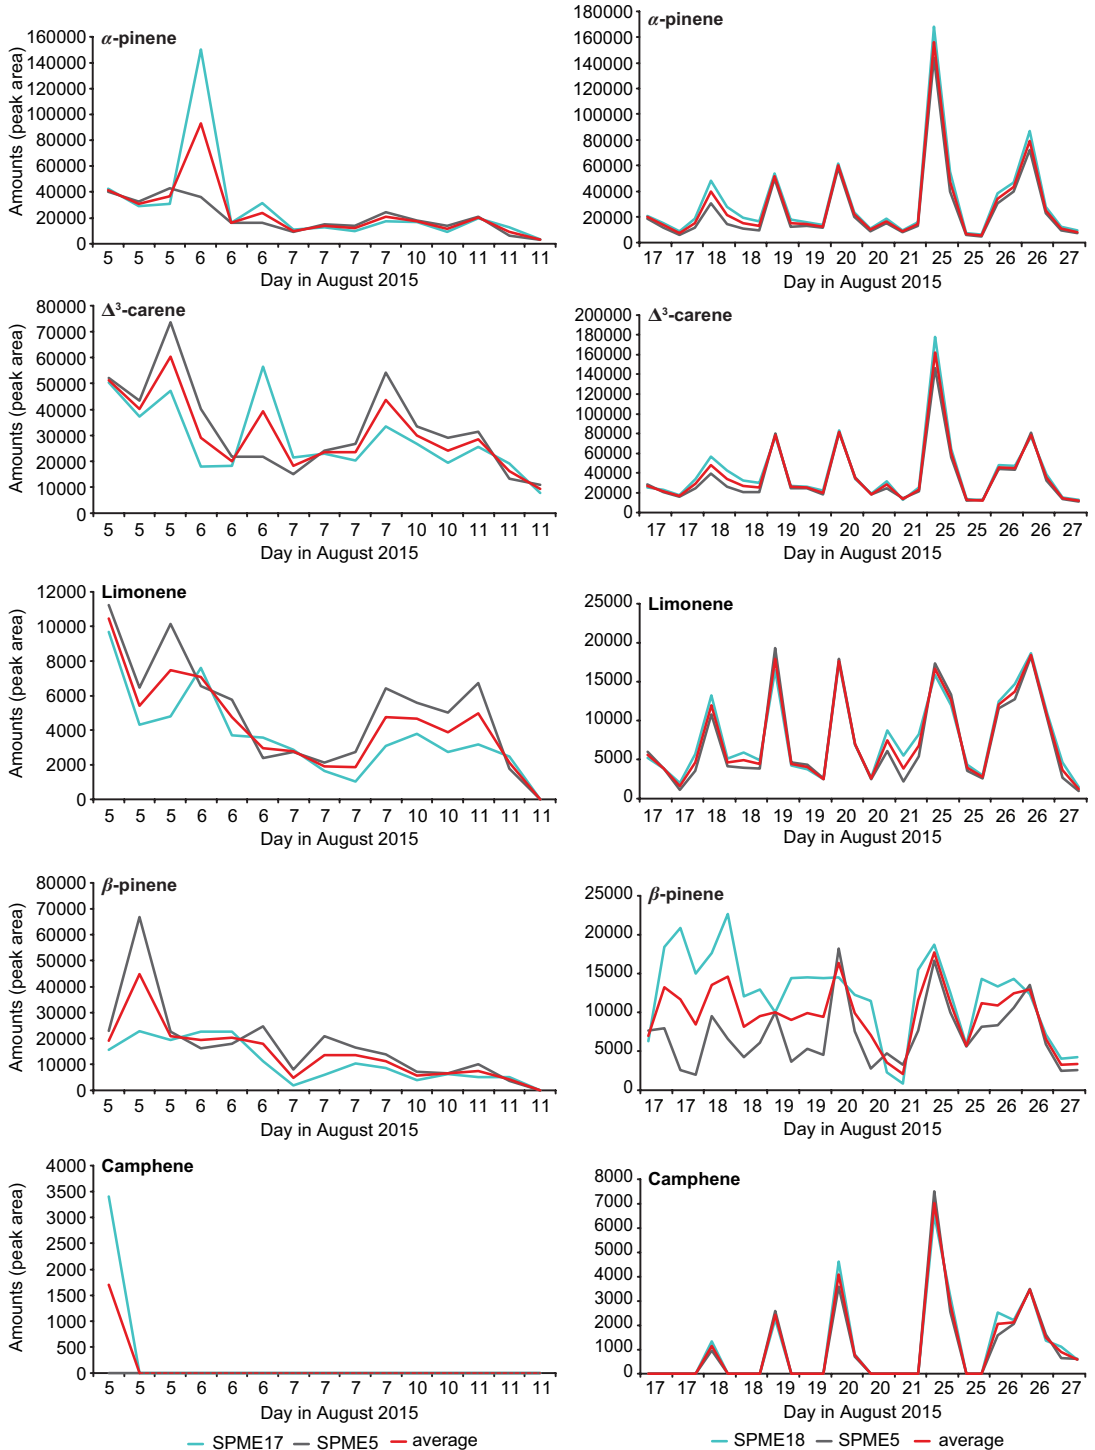 α-pinene
Amounts (peak area)
160000
140000
120000
100000
80000
60000
40000
20000
0
5 5 5 6 6 6 7 7 7 7 10 10 11 11 11
Day in August 2015
α-pinene
180000
160000
140000
120000
100000
80000
60000
40000
20000
0
17 17 18 18 19 19 20 20 21 25 25 26 26 27
Day in August 2015
Δ³-carene
Amounts (peak area)
80000
70000
60000
50000
40000
30000
20000
10000
0
5 5 5 6 6 6 7 7 7 7 10 10 11 11 11
Day in August 2015
Δ³-carene
200000
180000
160000
140000
120000
100000
80000
60000
40000
20000
0
17 17 18 18 19 19 20 20 21 25 25 26 26 27
Day in August 2015
Limonene
Amounts (peak area)
12000
10000
8000
6000
4000
2000
0
5 5 5 6 6 6 7 7 7 7 10 10 11 11 11
Day in August 2015
Limonene
25000
20000
15000
10000
5000
0
17 17 18 18 19 19 20 20 21 25 25 26 26 27
Day in August 2015
β-pinene
Amounts (peak area)
80000
70000
60000
50000
40000
30000
20000
10000
0
5 5 5 6 6 6 7 7 7 7 10 10 11 11 11
Day in August 2015
β-pinene
25000
20000
15000
10000
5000
0
17 17 18 18 19 19 20 20 21 25 25 26 26 27
Day in August 2015
Camphene
Amounts (peak area)
4000
3500
3000
2500
2000
1500
1000
500
0
5 5 5 6 6 6 7 7 7 7 10 10 11 11 11
Day in August 2015
SPME17 SPME5 average
Camphene
8000
7000
6000
5000
4000
3000
2000
1000
0
17 17 18 18 19 19 20 20 21 25 25 26 26 27
Day in August 2015
SPME18 SPME5 average